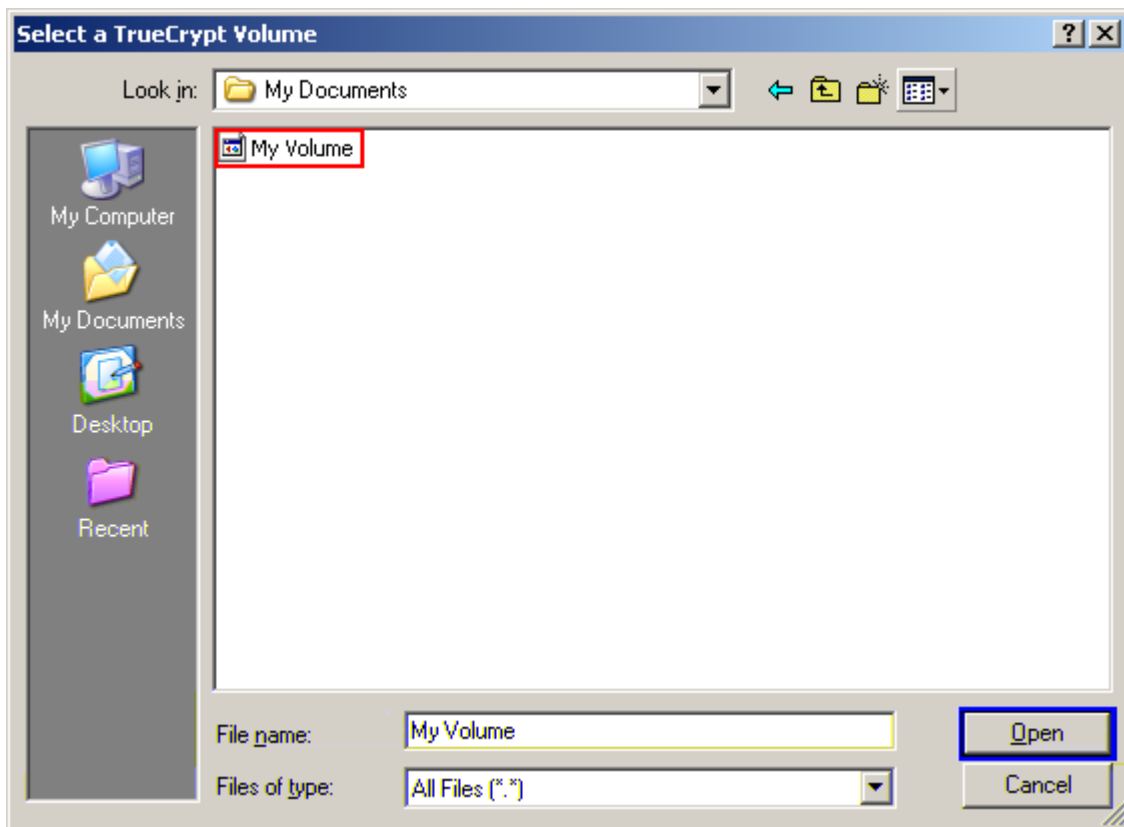 Select a TrueCrypt Volume
Look in: My Documents
My Volume
My Computer
My Documents
Desktop
Recent
File name: My Volume Open
Files of type: All Files (*.*) Cancel